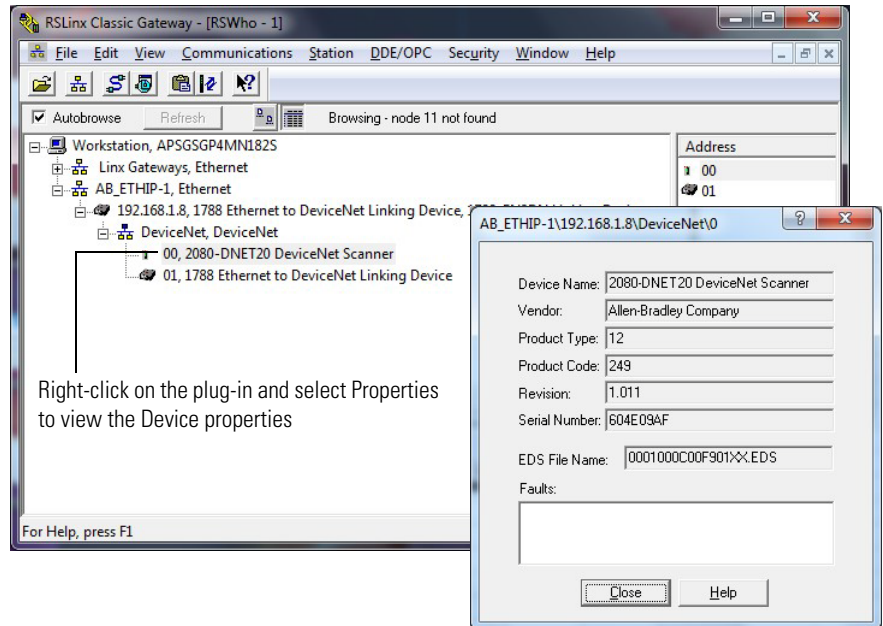 RSLinx Classic Gateway - [RSWho - 1]
File Edit View Communications Station DDE/OPC Security Window Help
Autobrowse Refresh Browsing - node 11 not found
Workstation, APSGSGP4MN182S
Linx Gateways, Ethernet
AB_ETHIP-1, Ethernet
192.168.1.8, 1788 Ethernet to DeviceNet Linking Device,
DeviceNet, DeviceNet
00, 2080-DNET20 DeviceNet Scanner
01, 1788 Ethernet to DeviceNet Linking Device
Address
00
01
Right-click on the plug-in and select Properties
to view the Device properties
For Help, press F1
AB_ETHIP-1\192.168.1.8\DeviceNet\0
Device Name: 2080-DNET20 DeviceNet Scanner
Vendor: Allen-Bradley Company
Product Type: 12
Product Code: 249
Revision: 1.011
Serial Number: 604E09AF
EDS File Name: 0001000C00F901XX.EDS
Faults:
Close Help